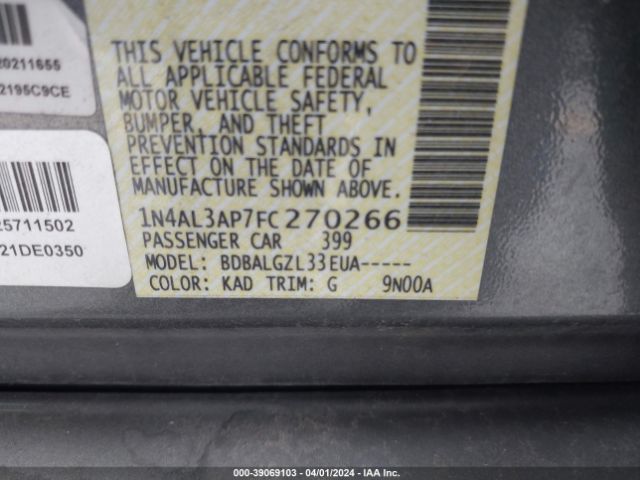 20211655
2195C9CE
25711502
21DE0350
THIS VEHICLE CONFORMS TO
ALL APPLICABLE FEDERAL
MOTOR VEHICLE SAFETY,
BUMPER, AND THEFT
PREVENTION STANDARDS IN
EFFECT ON THE DATE OF
MANUFACTURE SHOWN ABOVE.
1N4AL3AP7FC270266
PASSENGER CAR 399
MODEL: BDBALGZL33EUA-----
COLOR: KAD TRIM: G 9N00A
000-39069103 - 04/01/2024 - IAA Inc.